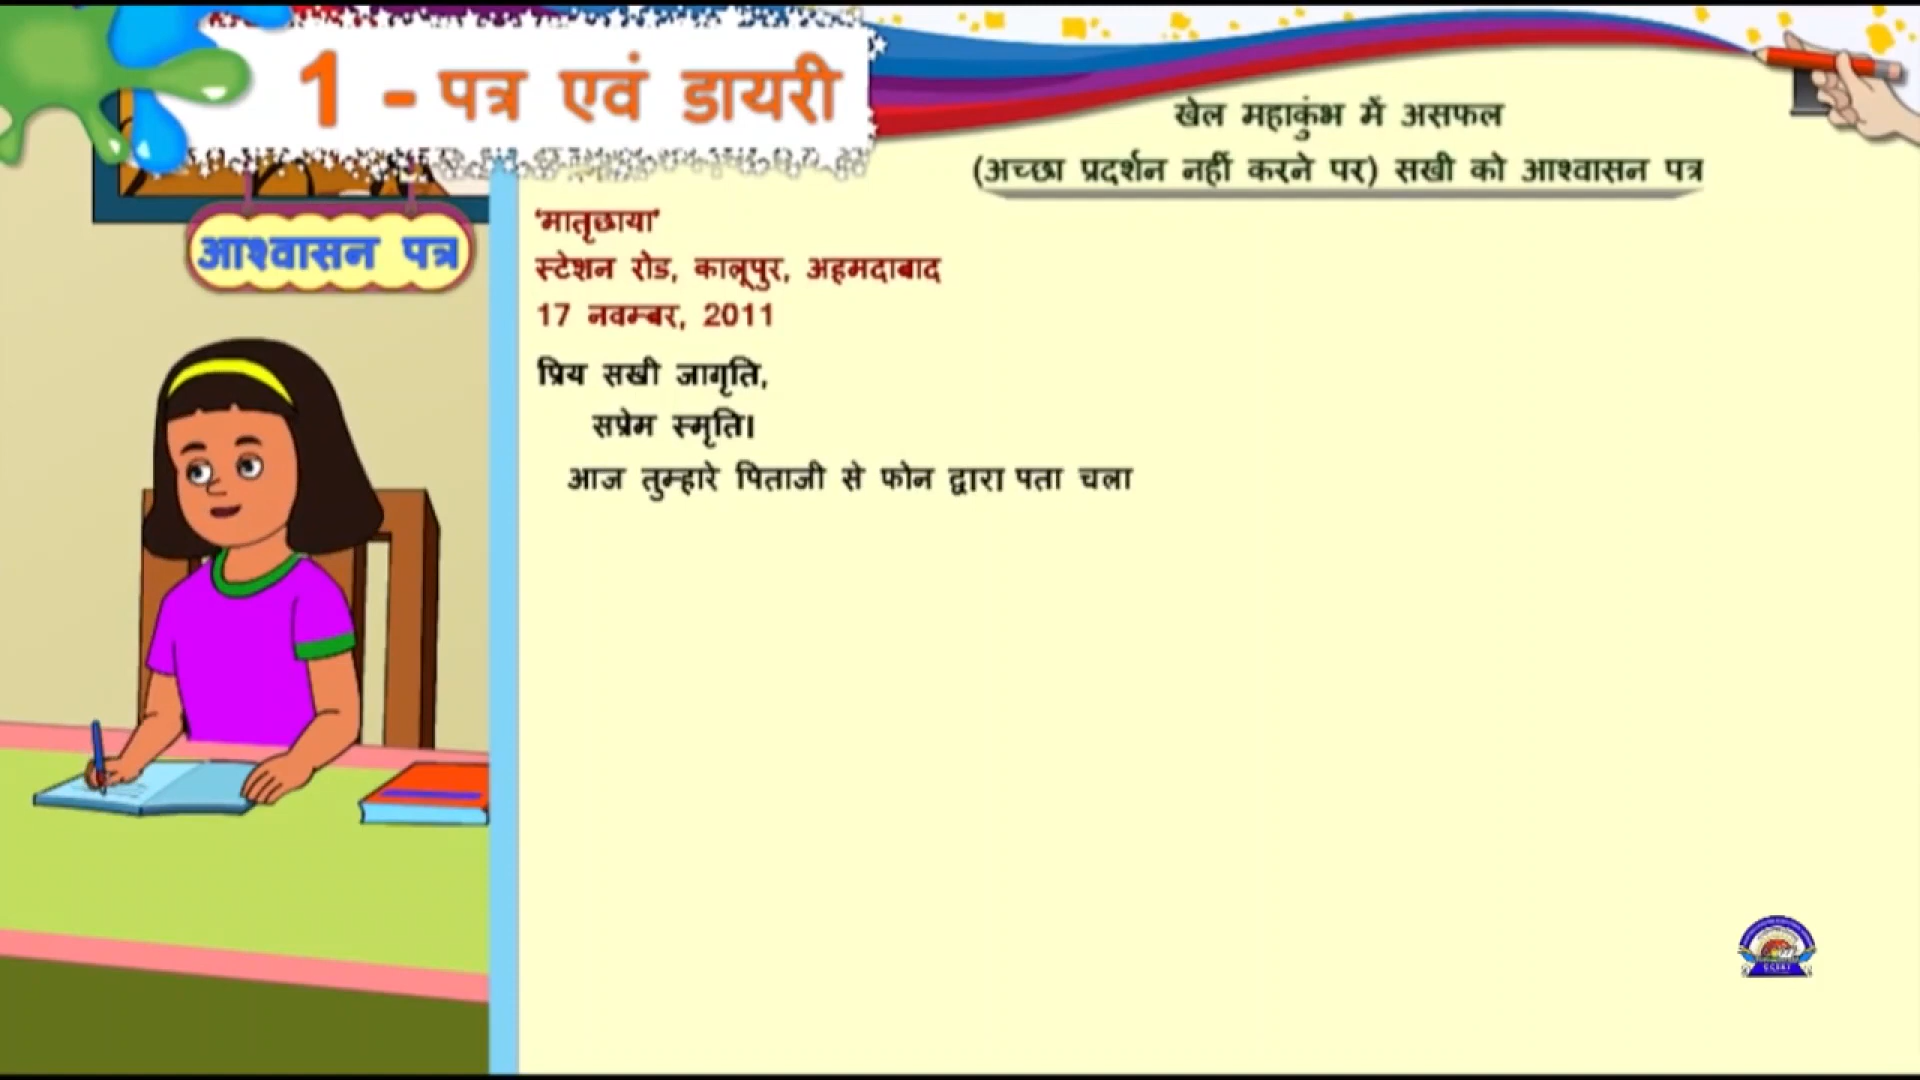 1 - पत्र एवं डायरी
खेल महाकुंभ में असफल
(अच्छा प्रदर्शन नहीं करने पर) सखी को आश्वासन पत्र
आश्वासन पत्र
‘मातृछाया’
स्टेशन रोड, कालूपुर, अहमदाबाद
17 नवम्बर, 2011
प्रिय सखी जागृति,
सप्रेम स्मृति।
आज तुम्हारे पिताजी से फोन द्वारा पता चला